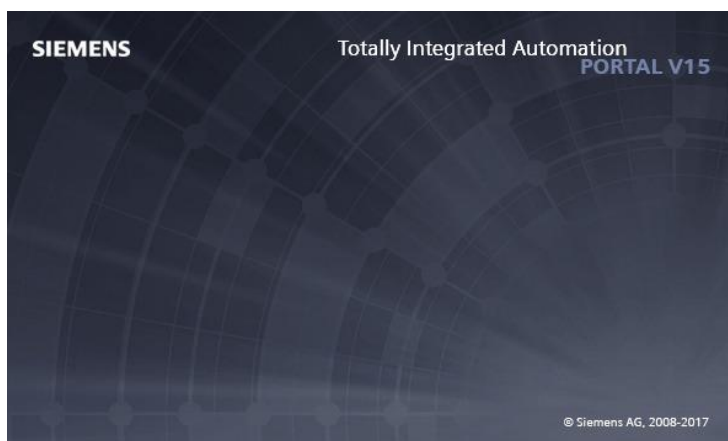 SIEMENS
Totally Integrated Automation
PORTAL V15
© Siemens AG, 2008-2017